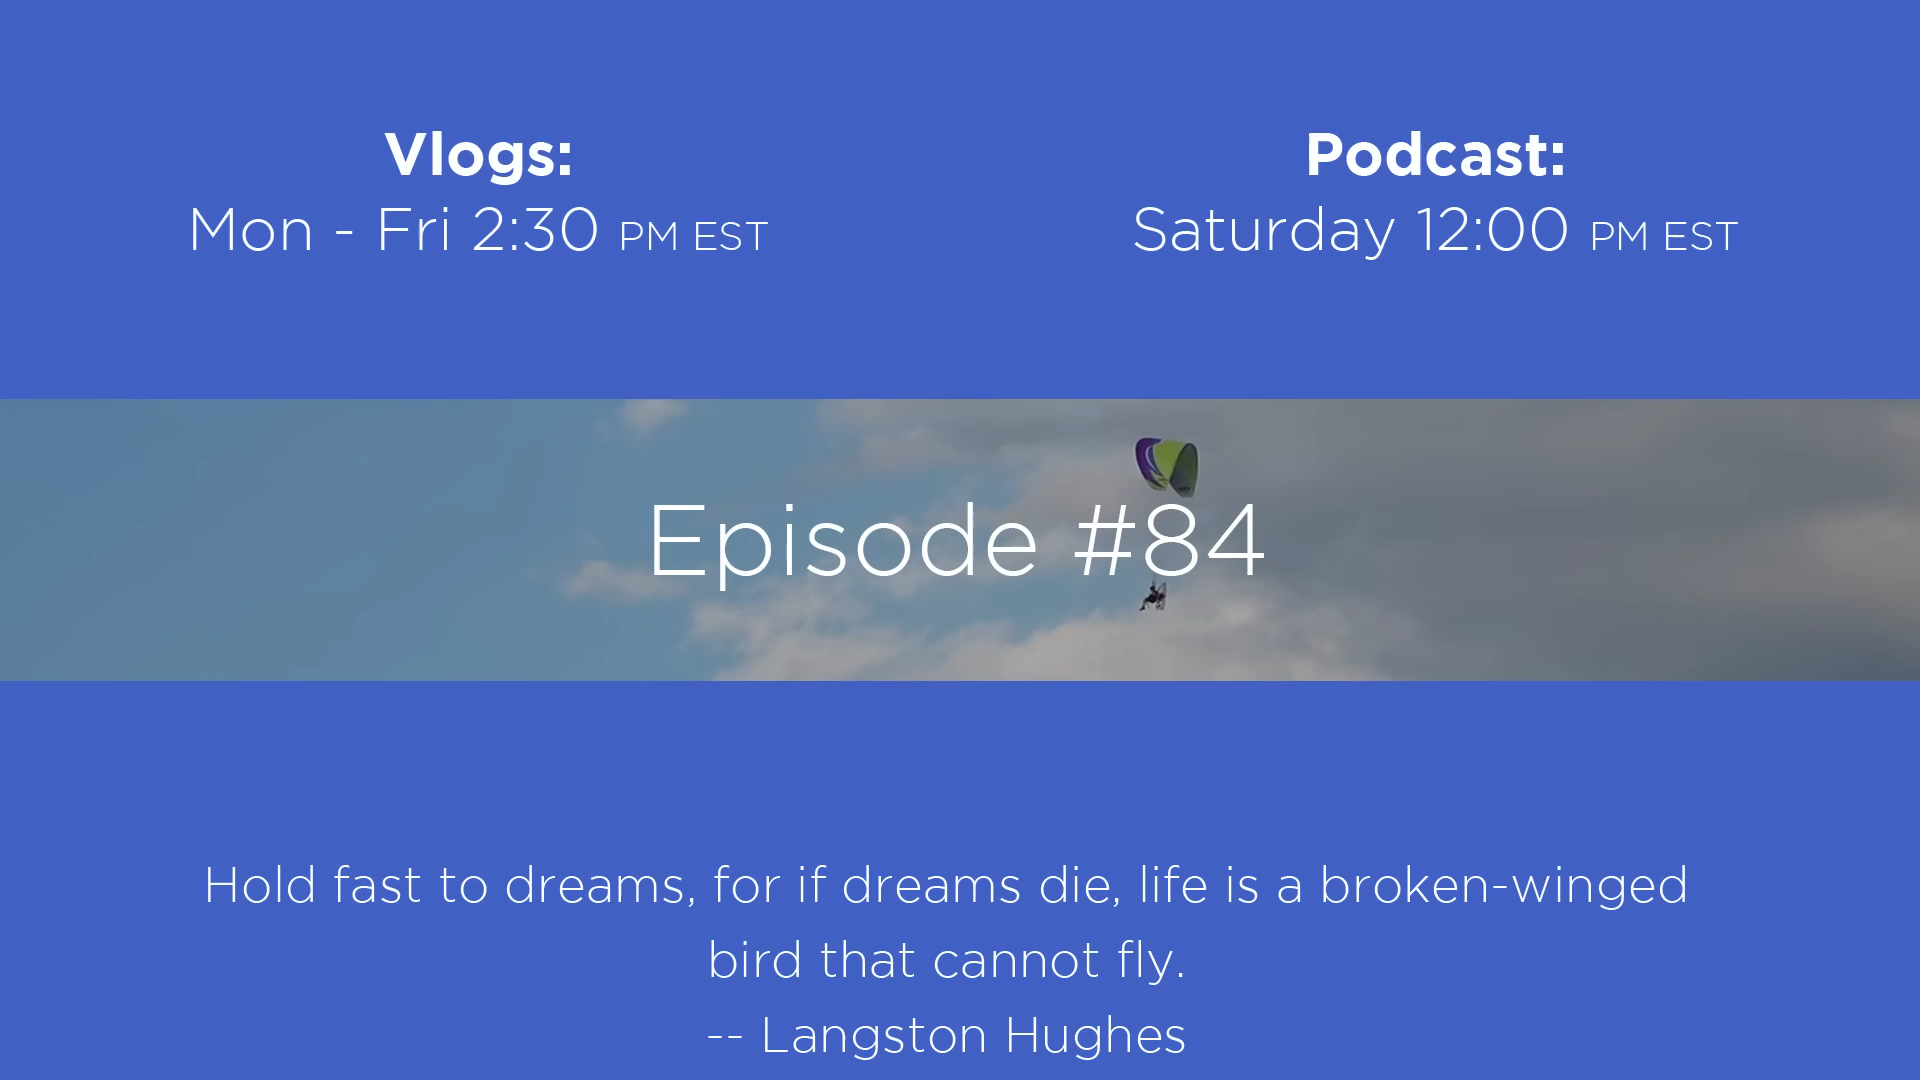 Vlogs:
Mon - Fri 2:30 PM EST
Podcast:
Saturday 12:00 PM EST
Episode #84
Hold fast to dreams, for if dreams die, life is a broken-winged
bird that cannot fly.
-- Langston Hughes